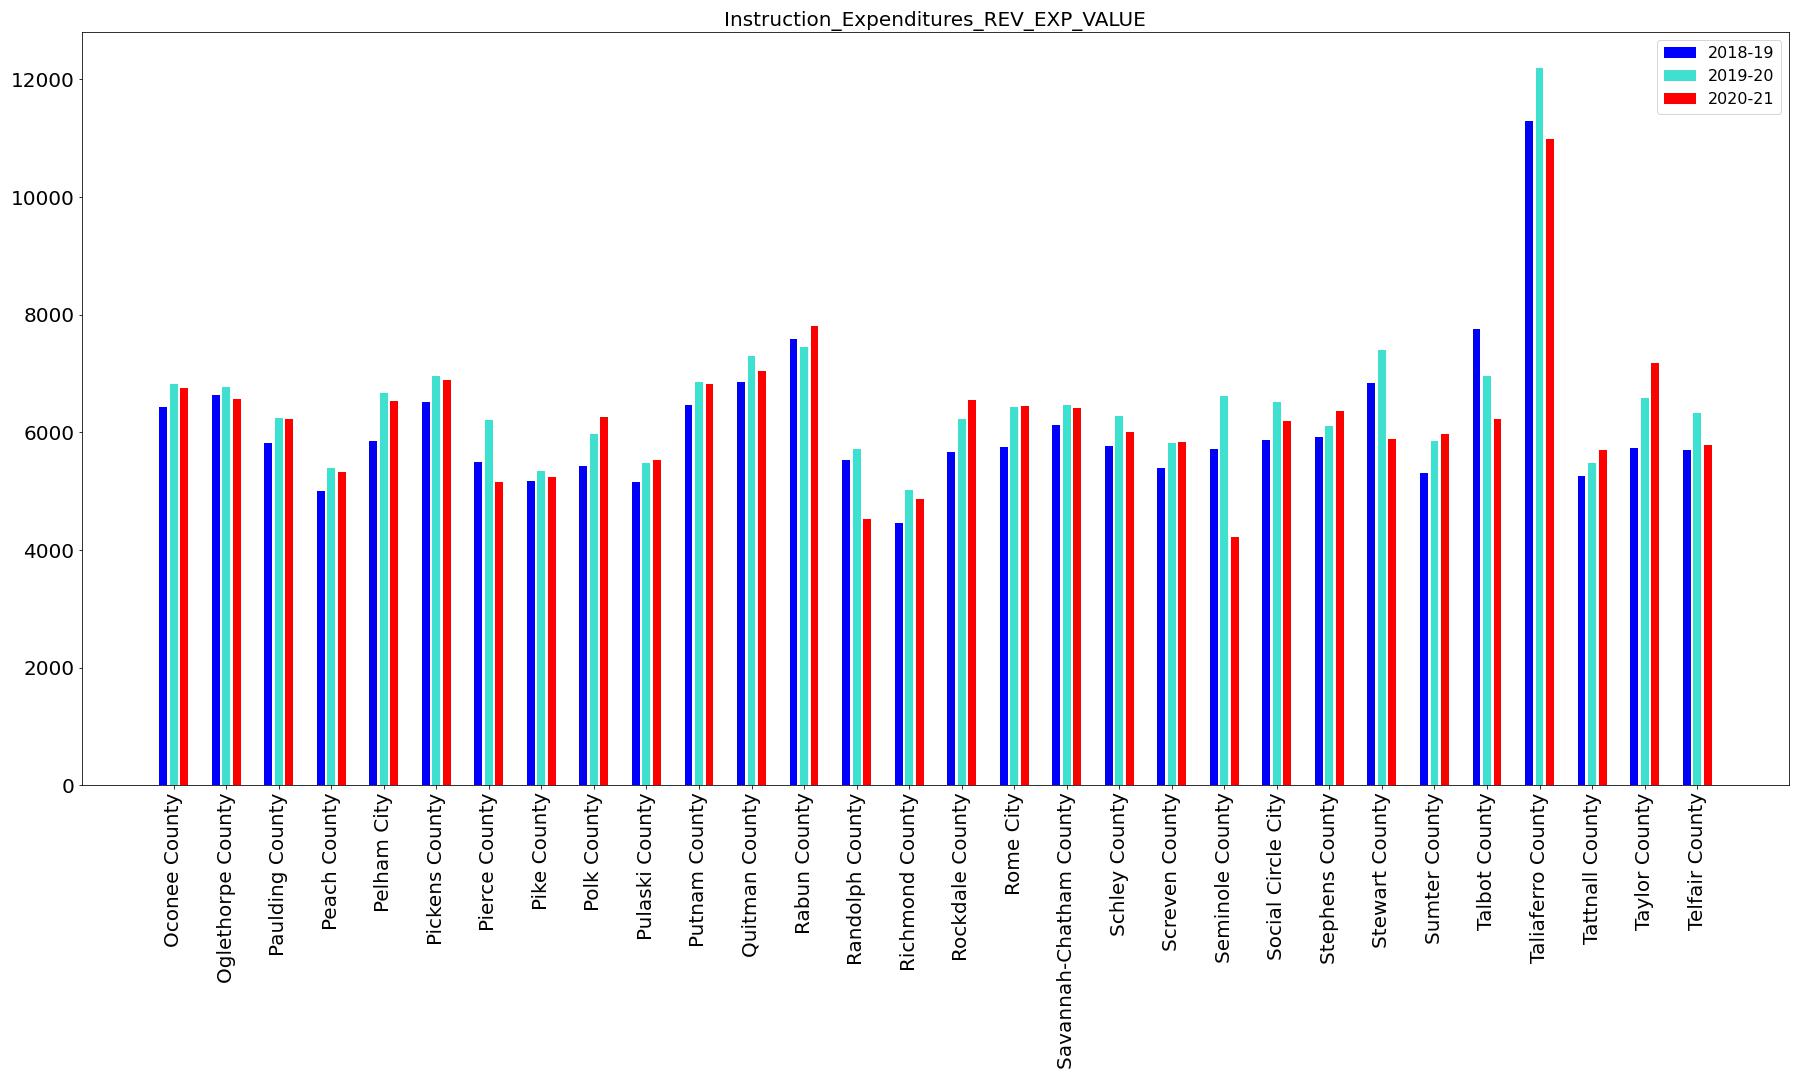 Instruction_Expenditures_REV_EXP_VALUE
2018-19
2019-20
2020-21
12000
10000
8000
6000
4000
2000
0
Oconee County
Oglethorpe County
Paulding County
Peach County
Pelham City
Pickens County
Pierce County
Pike County
Polk County
Pulaski County
Putnam County
Quitman County
Rabun County
Randolph County
Richmond County
Rockdale County
Rome City
Savannah-Chatham County
Schley County
Screven County
Seminole County
Social Circle City
Stephens County
Stewart County
Sumter County
Talbot County
Taliaferro County
Tattnall County
Taylor County
Telfair County